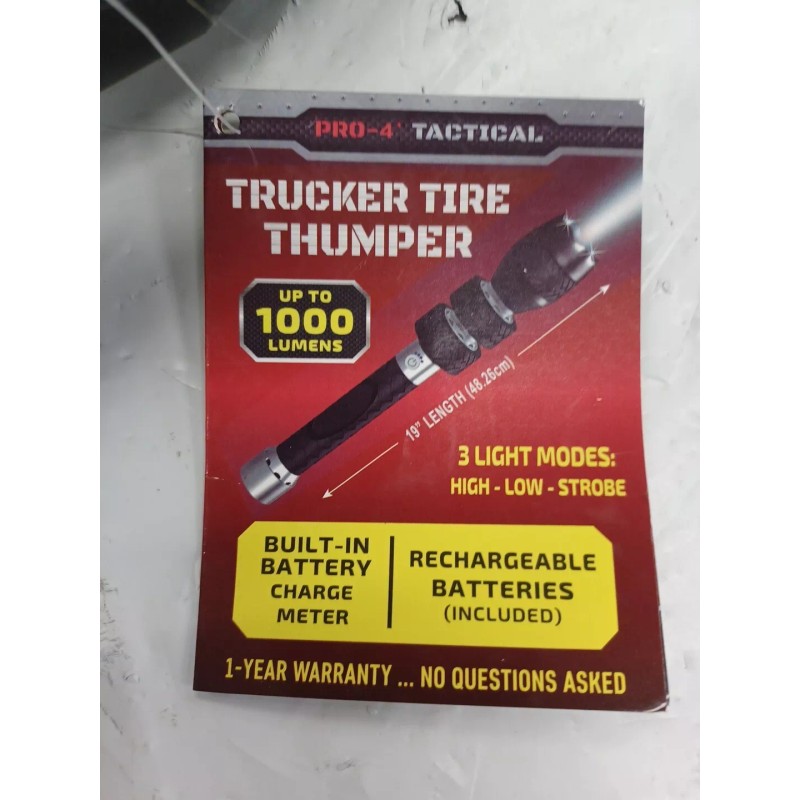 PRO-4 TACTICAL
TRUCKER TIRE
THUMPER
UP TO
1000
LUMENS
19" LENGTH (48.26cm)
3 LIGHT MODES:
HIGH - LOW - STROBE
BUILT-IN
BATTERY
CHARGE
METER
RECHARGEABLE
BATTERIES
(INCLUDED)
1-YEAR WARRANTY ... NO QUESTIONS ASKED